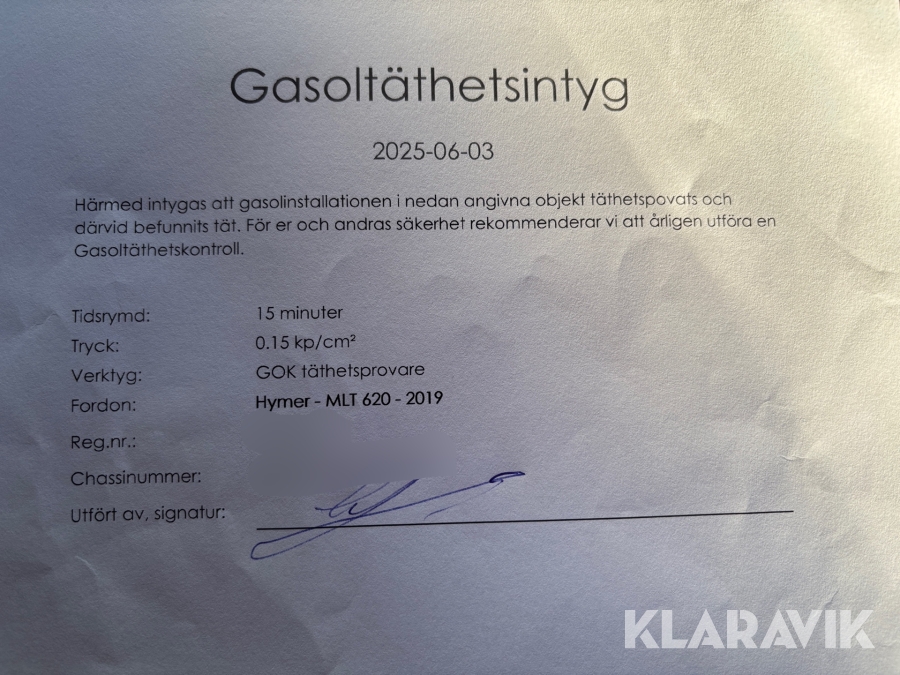 Gasoltäthetsintyg
2025-06-03
Härmed intygas att gasolinstallationen i nedan angivna objekt täthetspovats och
därvid befunnits tät. För er och andras säkerhet rekommenderar vi att årligen utföra en
Gasoltäthetskontroll.
Tidsrymd: 15 minuter
Tryck: 0.15 kp/cm²
Verktyg: GOK täthetsprovare
Fordon: Hymer - MLT 620 - 2019
Reg.nr.:
Chassinummer:
Utfört av, signatur:
KLARAVIK